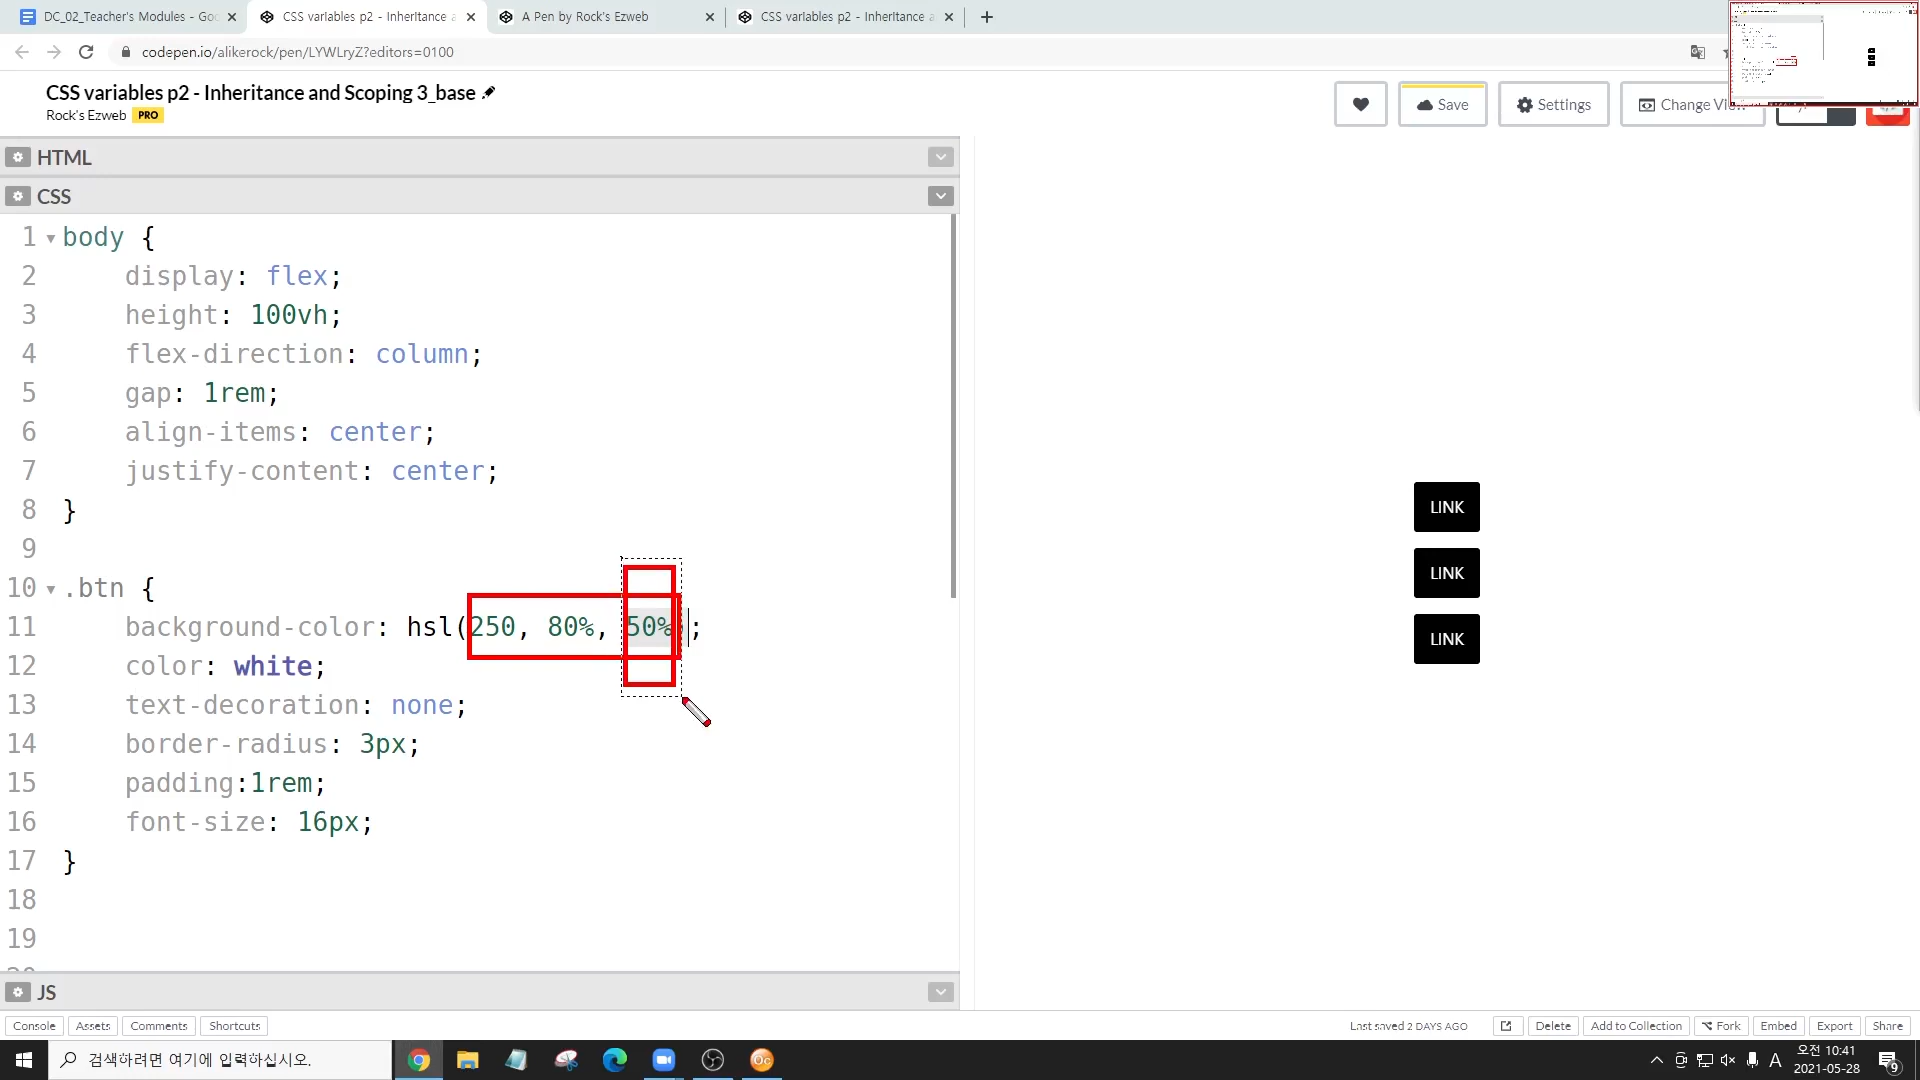 DC_02_Teacher's Modules - Goo
CSS variables p2 - Inheritance a
A Pen by Rock's Ezweb
CSS variables p2 - Inheritance a
codepen.io/alikerock/pen/LYWLryZ?editors=0100
CSS variables p2 - Inheritance and Scoping 3_base
Rock's Ezweb PRO
Save
Settings
Change View
HTML
CSS
1 body {
2 display: flex;
3 height: 100vh;
4 flex-direction: column;
5 gap: 1rem;
6 align-items: center;
7 justify-content: center;
8 }
9
10 .btn {
11 background-color: hsl(250, 80%, 50%);
12 color: white;
13 text-decoration: none;
14 border-radius: 3px;
15 padding:1rem;
16 font-size: 16px;
17 }
18
19
20
LINK
LINK
LINK
JS
Console Assets Comments Shortcuts
Last saved 2 DAYS AGO
Delete Add to Collection Fork Embed Export Share
검색하려면 여기에 입력하십시오.
Oc
A
오전 10:41
2021-05-28
9